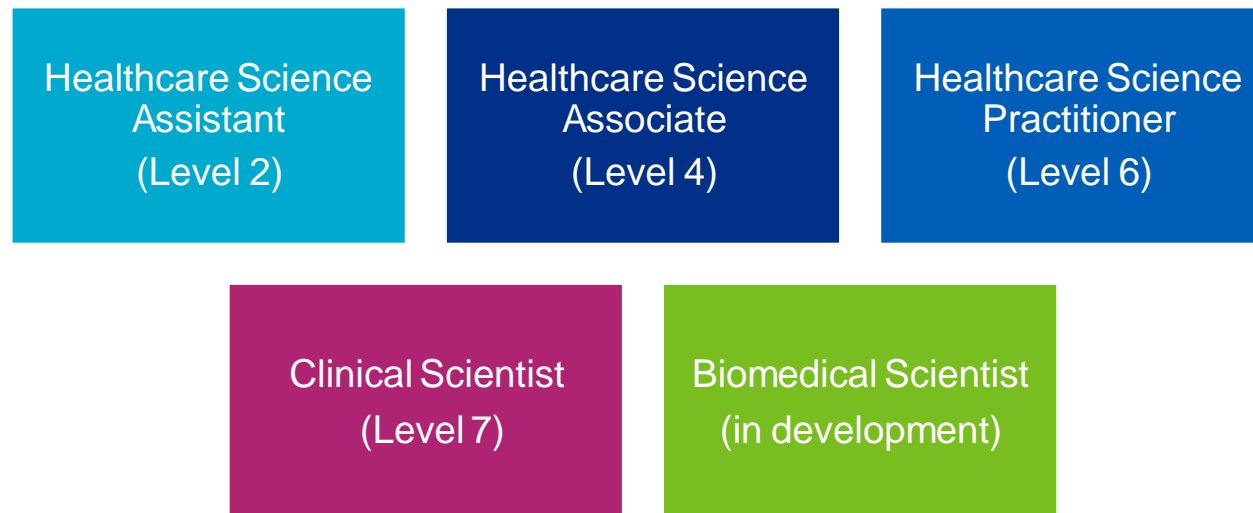 Healthcare Science
Assistant
(Level 2)
Healthcare Science
Associate
(Level 4)
Healthcare Science
Practitioner
(Level 6)
Clinical Scientist
(Level 7)
Biomedical Scientist
(in development)